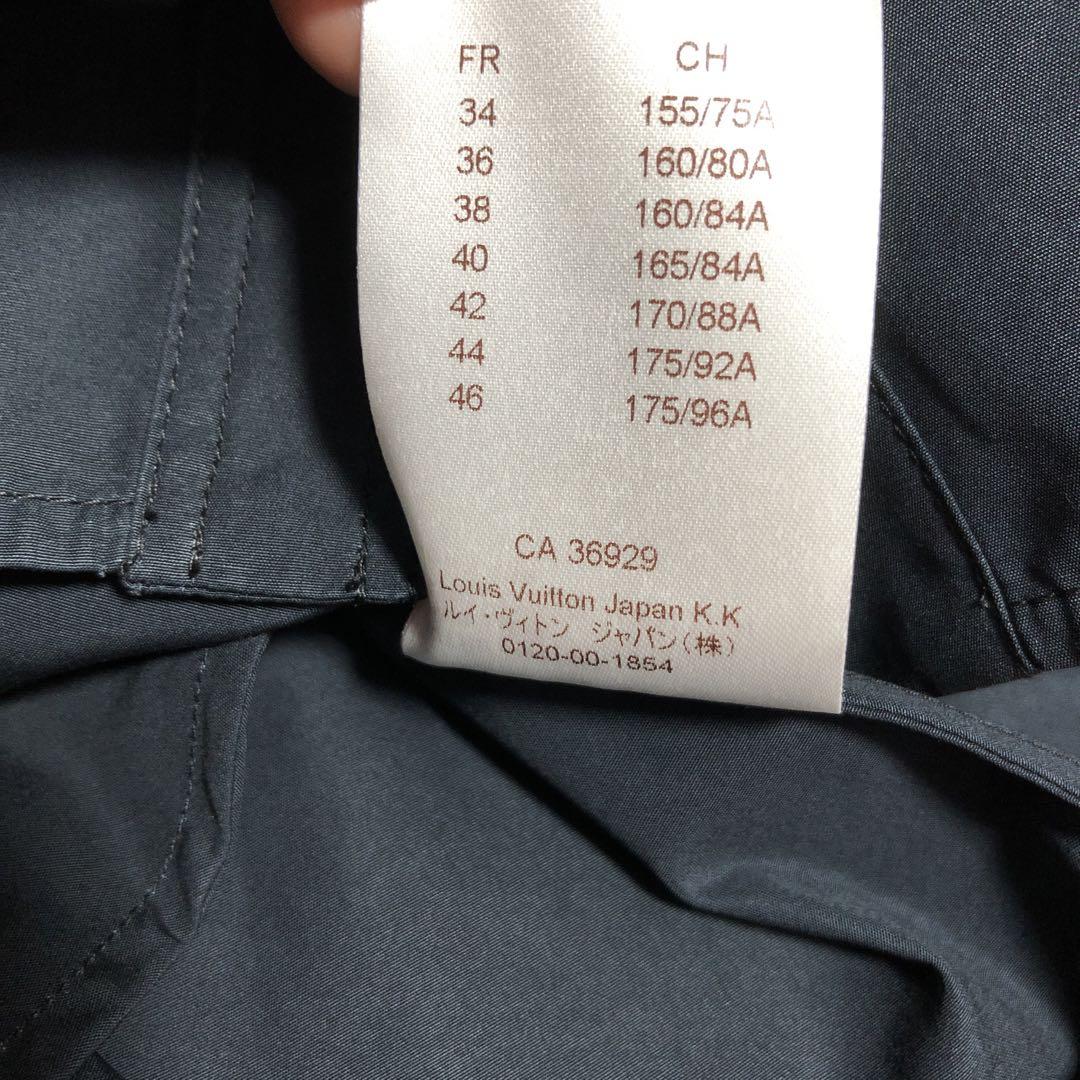 FR CH
34 155/75A
36 160/80A
38 160/84A
40 165/84A
42 170/88A
44 175/92A
46 175/96A
CA 36929
Louis Vuitton Japan K.K
ルイ・ヴィトン ジャパン(株)
0120-00-1854